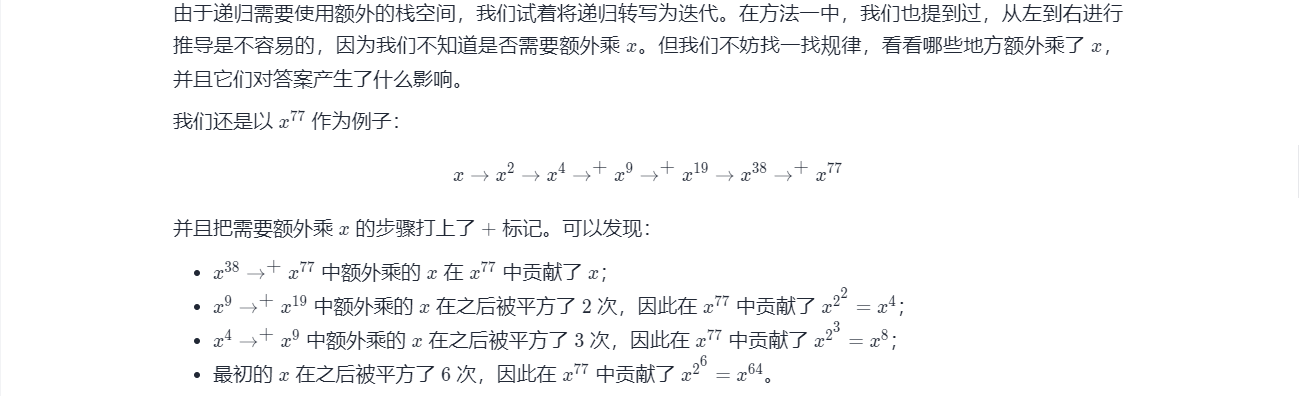 由于递归需要使用额外的栈空间，我们试着将递归转写为迭代。在方法一中，我们也提到过，从左到右进行
推导是不容易的，因为我们不知道是否需要额外乘 x。但我们不妨找一找规律，看看哪些地方额外乘了 x，
并且它们对答案产生了什么影响。
我们还是以 x^77 作为例子：
x → x^2 → x^4 →^+ x^9 →^+ x^19 → x^38 →^+ x^77
并且把需要额外乘 x 的步骤打上了 + 标记。可以发现：
• x^38 →^+ x^77 中额外乘的 x 在 x^77 中贡献了 x；
• x^9 →^+ x^19 中额外乘的 x 在之后被平方了 2 次，因此在 x^77 中贡献了 x^{2^2} = x^4；
• x^4 →^+ x^9 中额外乘的 x 在之后被平方了 3 次，因此在 x^77 中贡献了 x^{2^3} = x^8；
• 最初的 x 在之后被平方了 6 次，因此在 x^77 中贡献了 x^{2^6} = x^64。